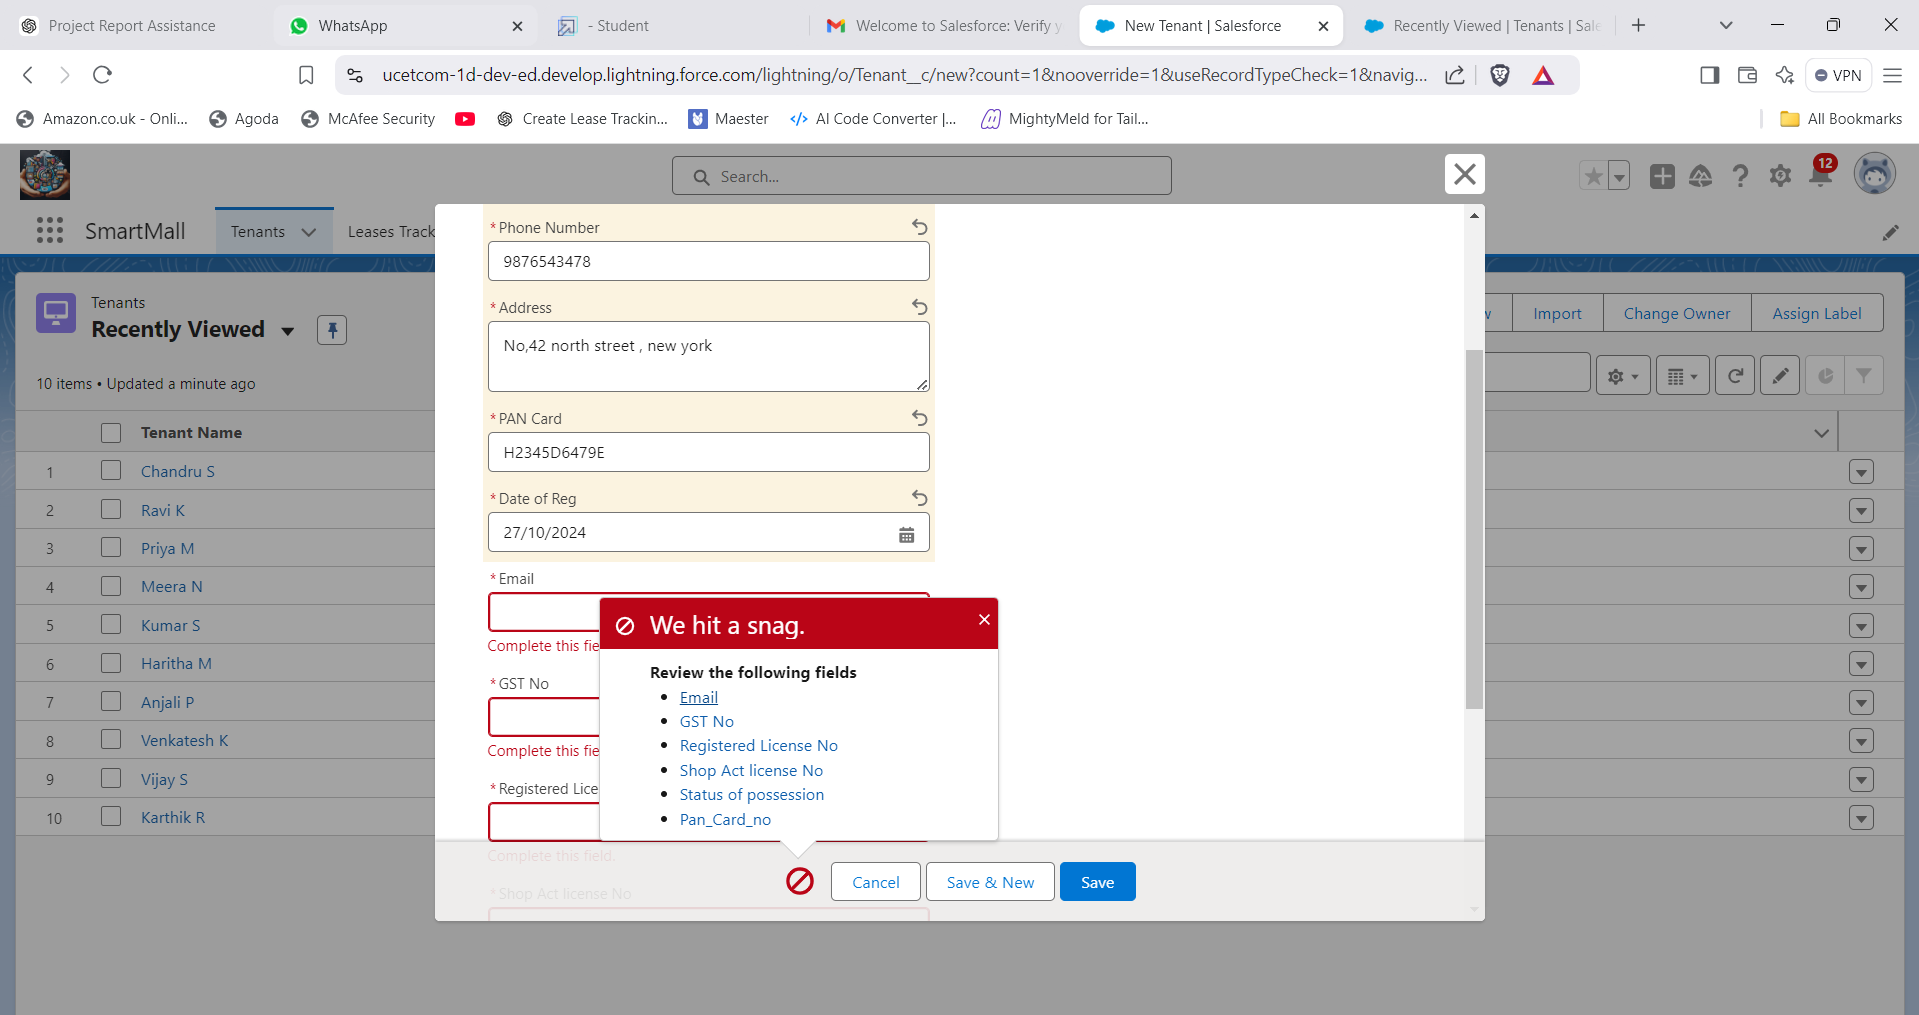 Project Report Assistance
WhatsApp
- Student
Welcome to Salesforce: Verify y
New Tenant | Salesforce
Recently Viewed | Tenants | Sale
ucetcom-1d-dev-ed.develop.lightning.force.com/lightning/o/Tenant__c/new?count=1&nooverride=1&useRecordTypeCheck=1&navig...
VPN
Amazon.co.uk - Onli...
Agoda
McAfee Security
Create Lease Trackin...
Maester
AI Code Converter |...
MightyMeld for Tail...
All Bookmarks
Search...
12
SmartMall
Tenants
Leases Track
Tenants
Recently Viewed
10 items • Updated a minute ago
w
Import
Change Owner
Assign Label
Tenant Name
1 Chandru S
2 Ravi K
3 Priya M
4 Meera N
5 Kumar S
6 Haritha M
7 Anjali P
8 Venkatesh K
9 Vijay S
10 Karthik R
* Phone Number
9876543478
* Address
No,42 north street , new york
* PAN Card
H2345D6479E
* Date of Reg
27/10/2024
* Email
Complete this fie
* GST No
Complete this fie
* Registered Lice
Complete this field.
* Shop Act license No
We hit a snag.
Review the following fields
• Email
• GST No
• Registered License No
• Shop Act license No
• Status of possession
• Pan_Card_no
Cancel
Save & New
Save